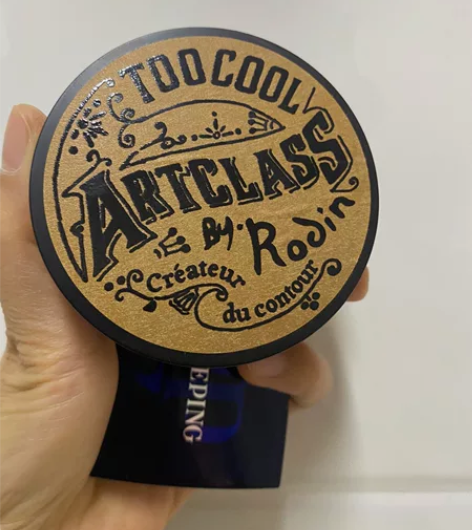 TOO COOL
ARTCLASS
By. Rodin
Créateur
du contour
EPING